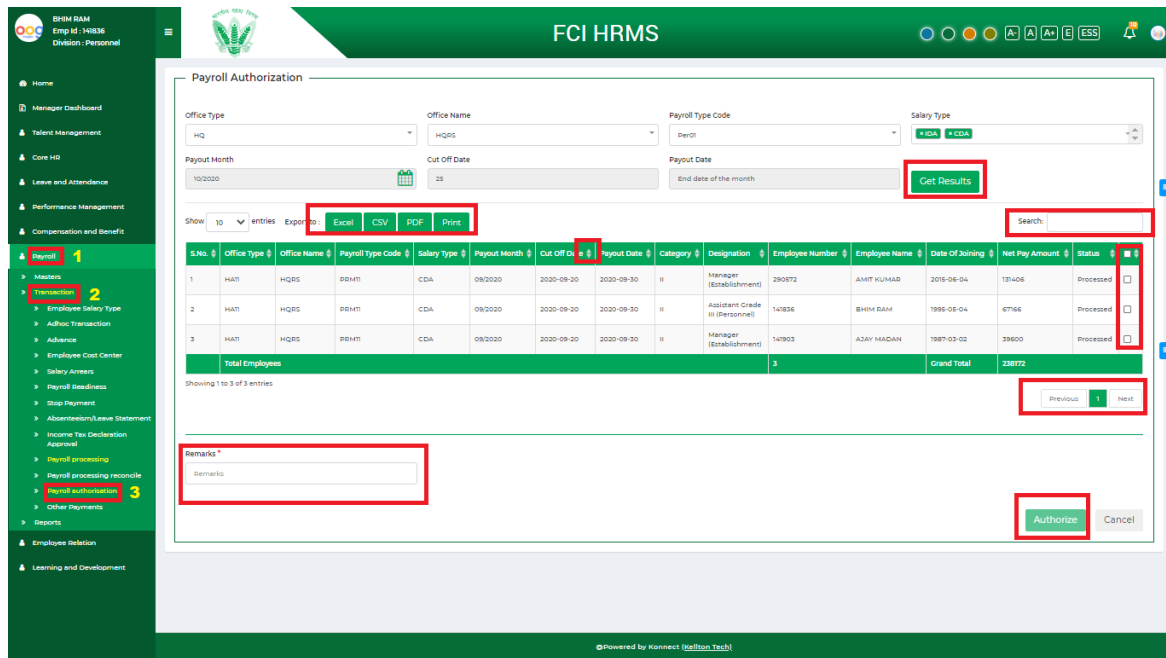 BHIM RAM
Emp Id : 141836
Division : Personnel
FCI HRMS
A- A A+ E ESS
10
Home
Manager Dashboard
Talent Management
Core HR
Leave and Attendance
Performance Management
Compensation and Benefit
Payroll 1
Masters
Transaction 2
Employee Salary Type
Adhoc Transaction
Advance
Employee Cost Center
Salary Arreers
Payroll Readiness
Stop Payment
Absenteeism/Leave Statement
Income Tax Declaration
Approval
Payroll processing
Payroll processing reconcile
Payroll authorisation 3
Other Payments
Reports
Employee Relation
Learning and Development
Payroll Authorization
Office Type Office Name Payroll Type Code Salary Type
HQ HQRS Per01 × IDA × CDA
Payout Month Cut Off Date Payout Date
10/2020 25 End date of the month Get Results
Show 10 entries Export to : Excel CSV PDF Print Search:
S.No. Office Type Office Name Payroll Type Code Salary Type Payout Month Cut Off Date Payout Date Category Designation Employee Number Employee Name Date Of Joining Net Pay Amount Status
1 HA11 HQRS PRM11 CDA 09/2020 2020-09-20 2020-09-30 II Manager (Establishment) 290572 AMIT KUMAR 2015-06-04 131406 Processed
2 HA11 HQRS PRM11 CDA 09/2020 2020-09-20 2020-09-30 II Assistant Grade III (Personnel) 141836 BHIM RAM 1995-05-04 67166 Processed
3 HA11 HQRS PRM11 CDA 09/2020 2020-09-20 2020-09-30 II Manager (Establishment) 141903 AJAY MADAN 1987-03-02 39600 Processed
Total Employees 3 Grand Total 238172
Showing 1 to 3 of 3 entries
Previous 1 Next
Remarks *
Remarks
Authorize Cancel
@Powered by Konnect (Kellton Tech)